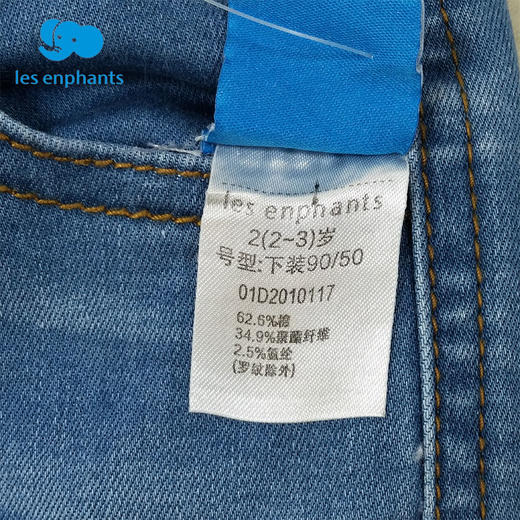 les enphants
les enphants
2(2~3)岁
号型:下装90/50
01D2010117
62.6%棉
34.9%聚酯纤维
2.5%氨纶
(罗纹除外)